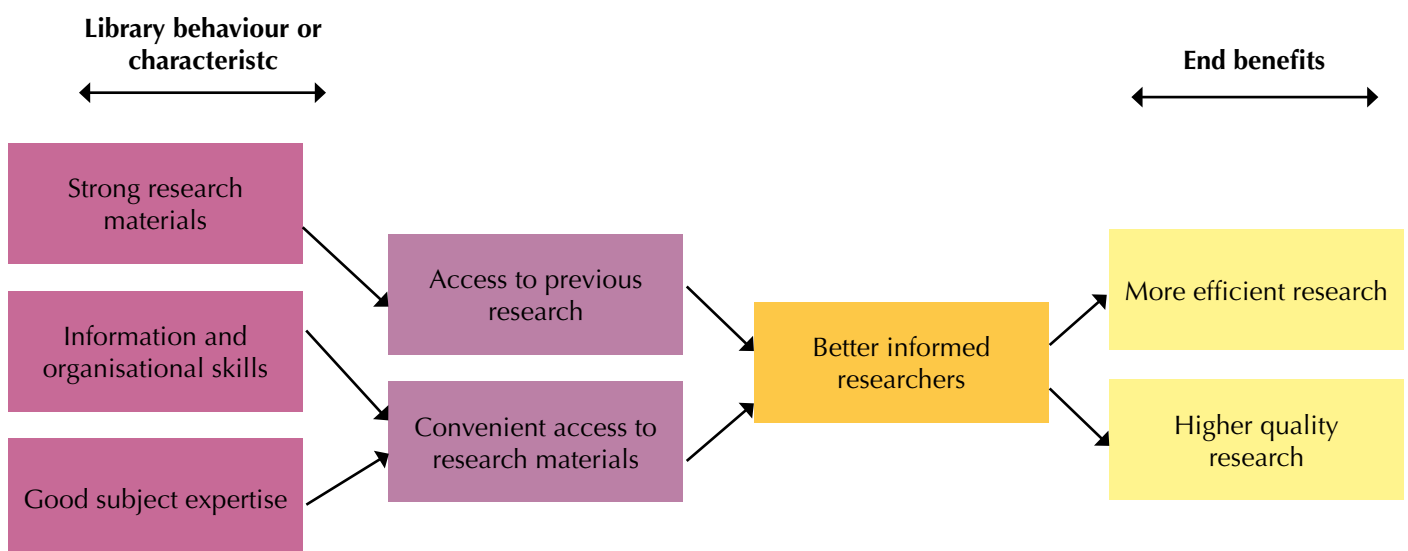 Library behaviour or
characteristc
End benefits
Strong research
materials
Information and
organisational skills
Good subject expertise
Access to previous
research
Convenient access to
research materials
Better informed
researchers
More efficient research
Higher quality
research